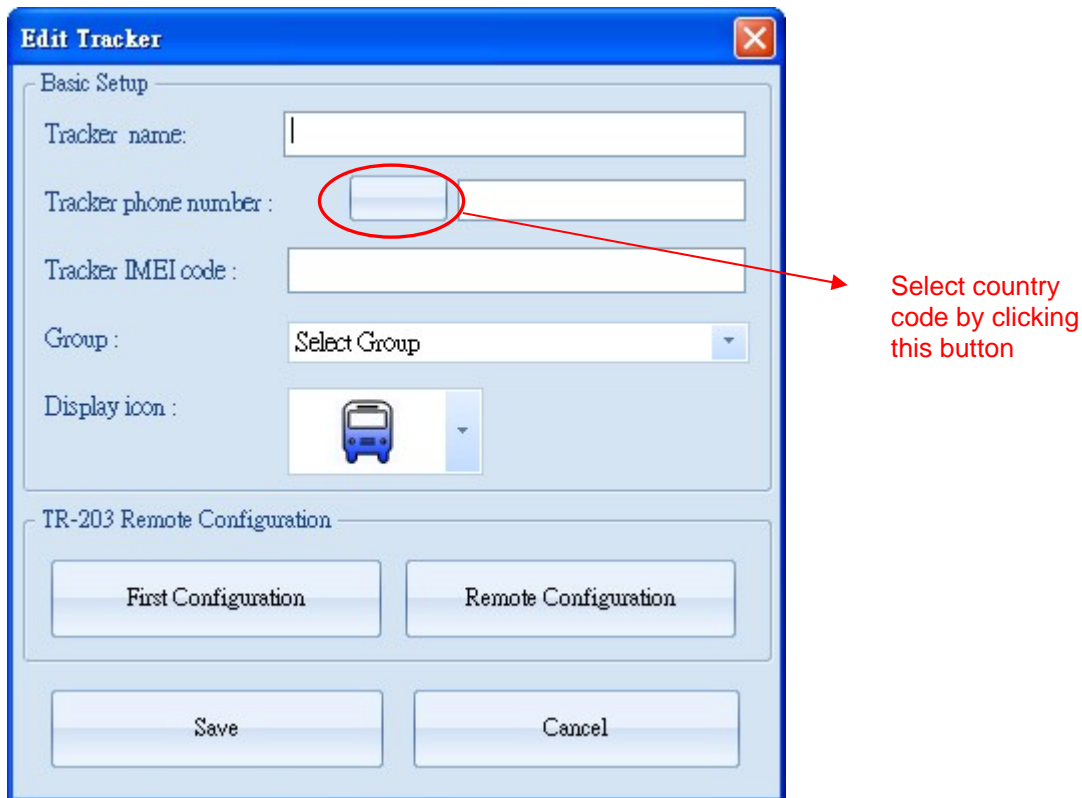 Edit Tracker
Basic Setup
Tracker name:
Tracker phone number :
Tracker IMEI code :
Group :
Select Group
Display icon :
TR-203 Remote Configuration
First Configuration
Remote Configuration
Save
Cancel
Select country
code by clicking
this button